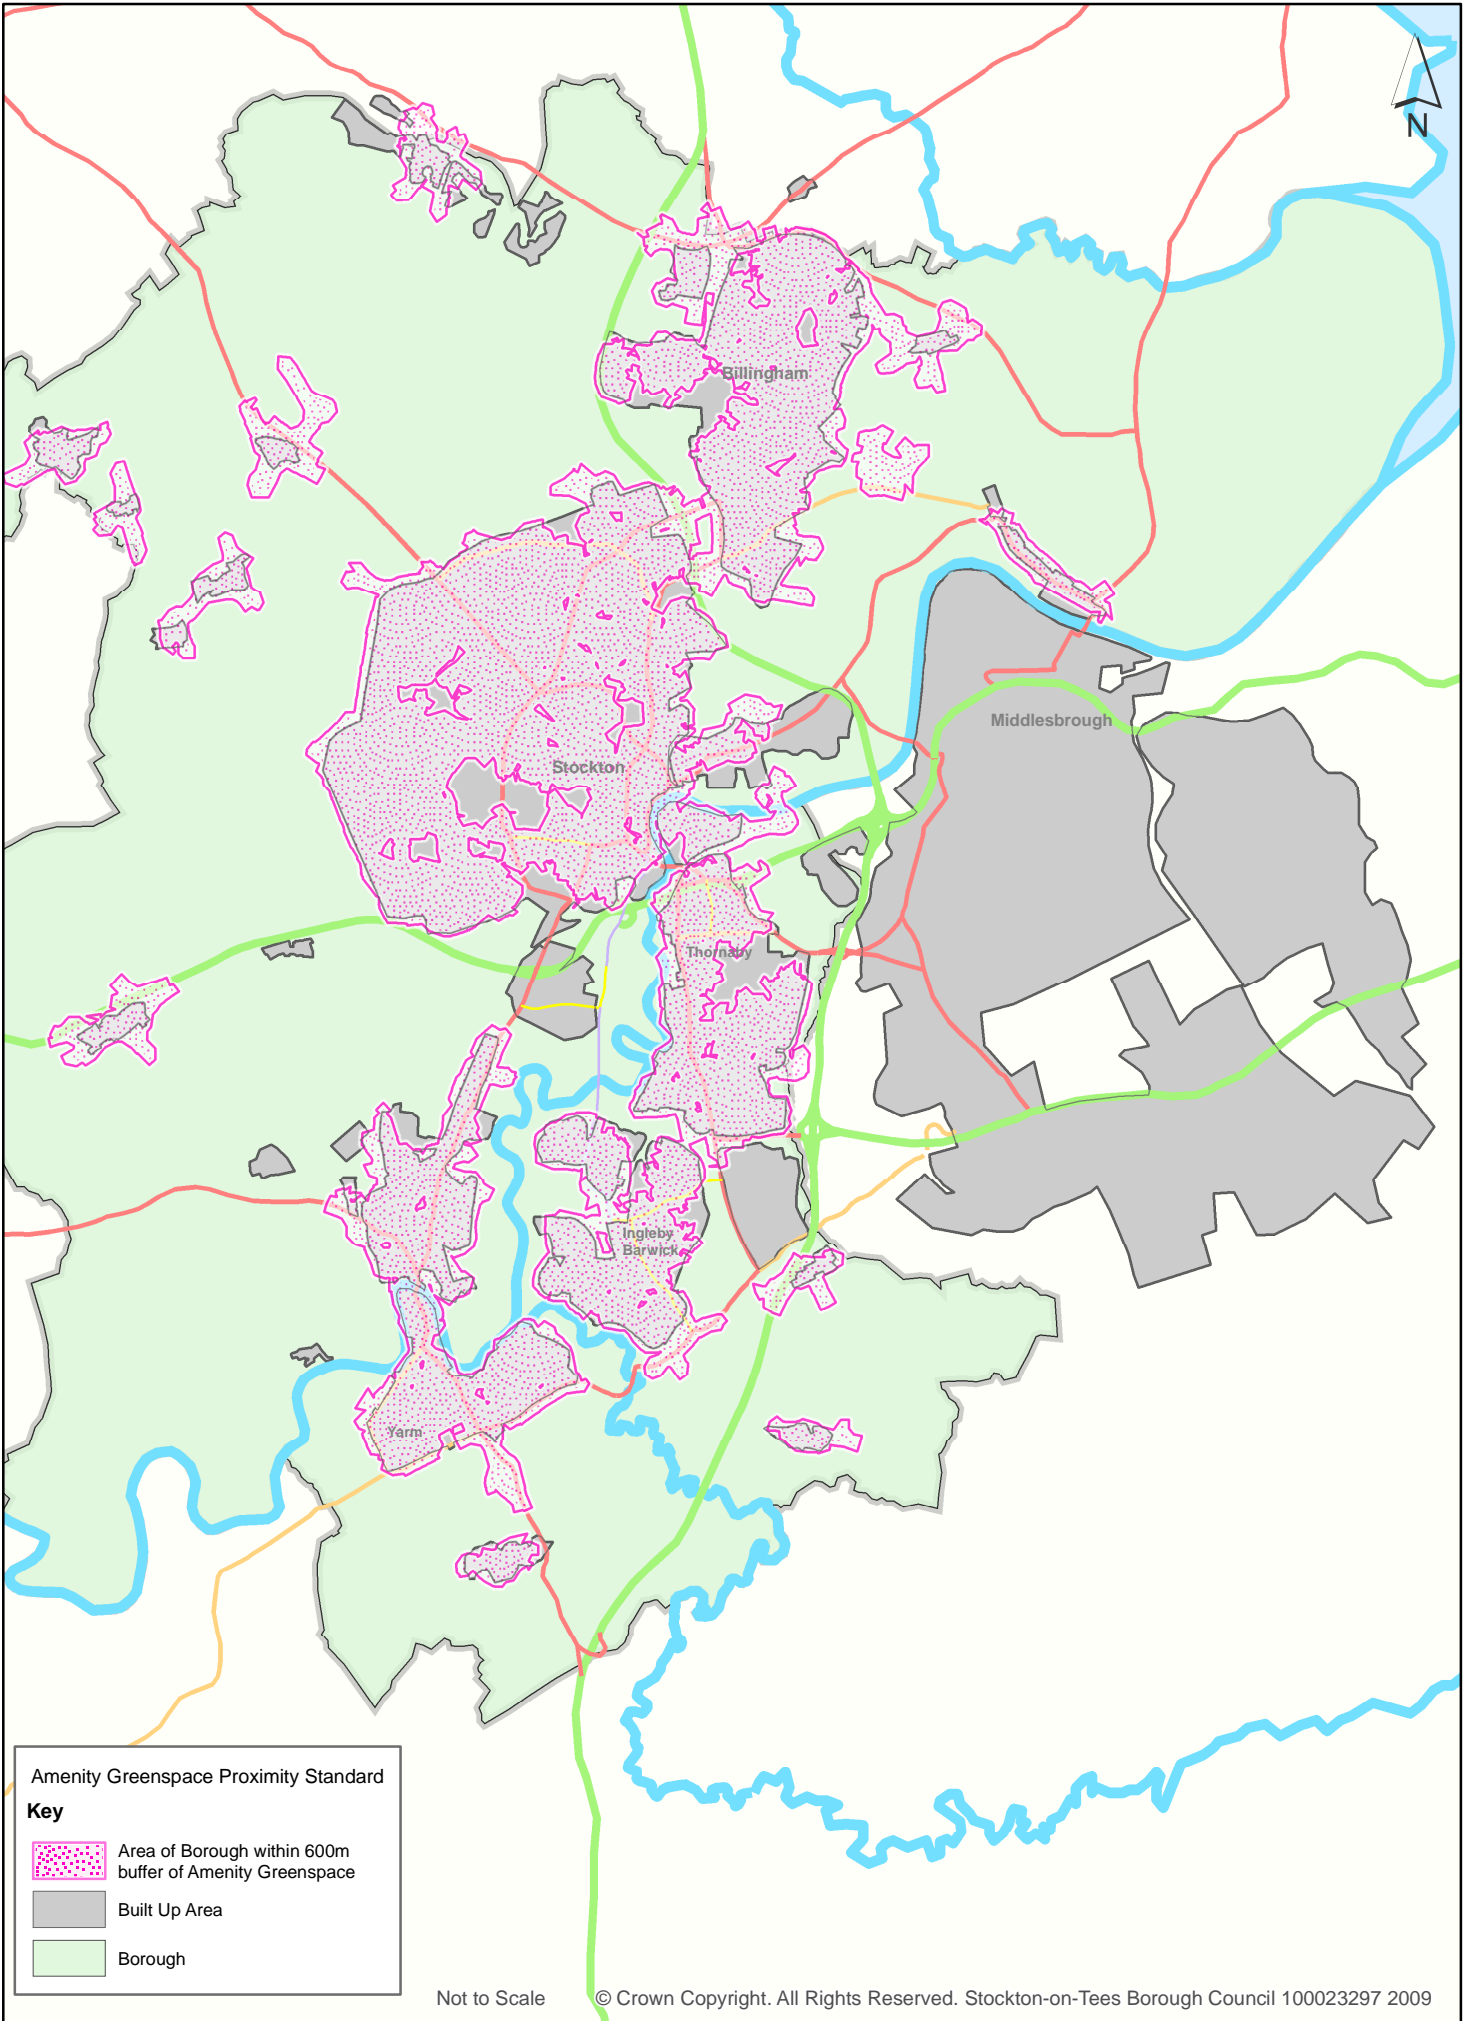 N
Billingham
Middlesbrough
Stockton
Thornaby
Ingleby
Barwick
Yarm
Amenity Greenspace Proximity Standard
Key
Area of Borough within 600m
buffer of Amenity Greenspace
Built Up Area
Borough
Not to Scale
© Crown Copyright. All Rights Reserved. Stockton-on-Tees Borough Council 100023297 2009